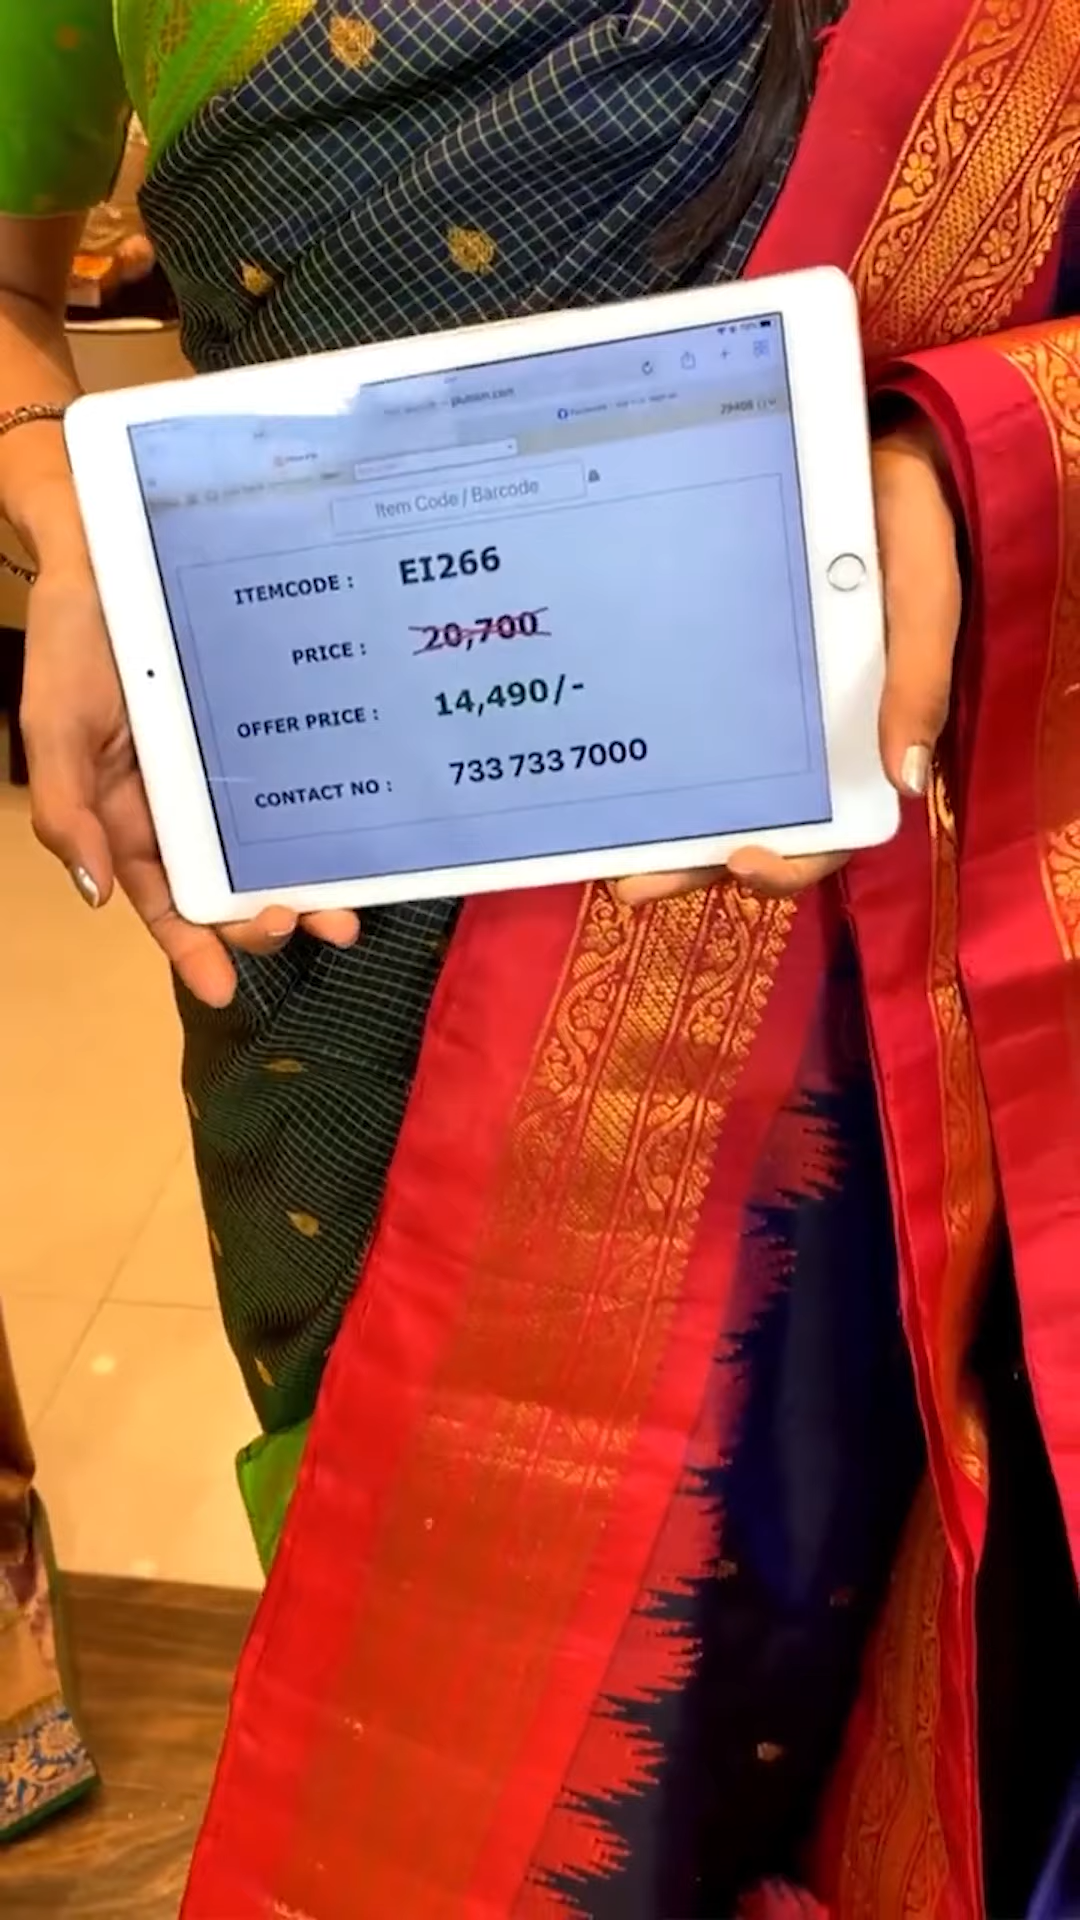 Item Code / Barcode
ITEMCODE : EI266
PRICE : 20,700
OFFER PRICE : 14,490/-
CONTACT NO : 733 733 7000